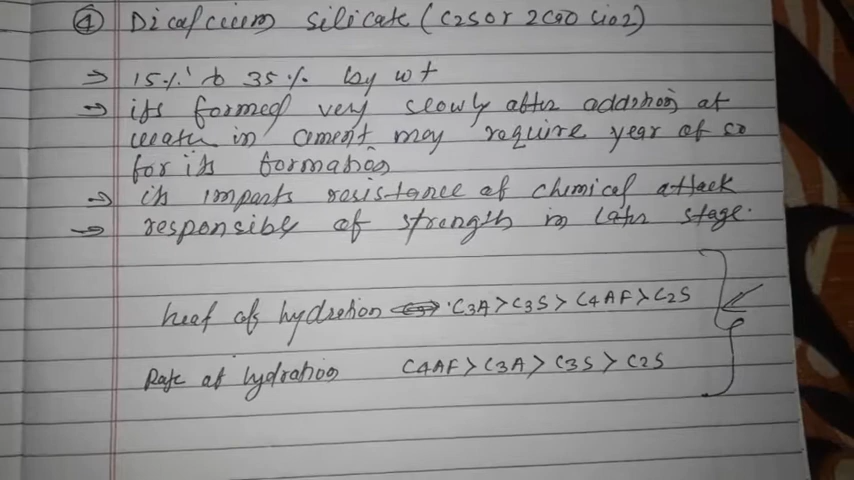 ④ Dicalcium silicate (C2S or 2CaO SiO2)
⇒ 15% to 35% by wt
⇒ its formed very slowly after addition of
water in cement may require year or so
for its formation
⇒ its imparts resistance of chemical attack
⇒ responsible of strength in later stage.
heat of hydration ⇔ C3A > C3S > C4AF > C2S
Rate of hydration C4AF > C3A > C3S > C2S